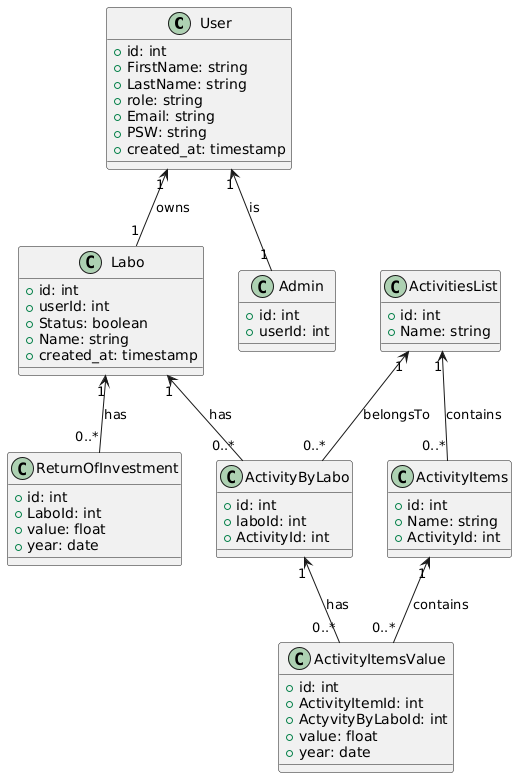 C User
id: int
FirstName: string
LastName: string
role: string
Email: string
PSW: string
created_at: timestamp
1
owns
1
1
is
1
C Labo
id: int
userId: int
Status: boolean
Name: string
created_at: timestamp
C Admin
id: int
userId: int
C ActivitiesList
id: int
Name: string
1
has
0..*
1
has
0..*
1
belongsTo
0..*
1
contains
0..*
C ReturnOfInvestment
id: int
LaboId: int
value: float
year: date
C ActivityByLabo
id: int
laboId: int
ActivityId: int
C ActivityItems
id: int
Name: string
ActivityId: int
1
has
0..*
1
contains
0..*
C ActivityItemsValue
id: int
ActivityItemId: int
ActyvityByLaboId: int
value: float
year: date